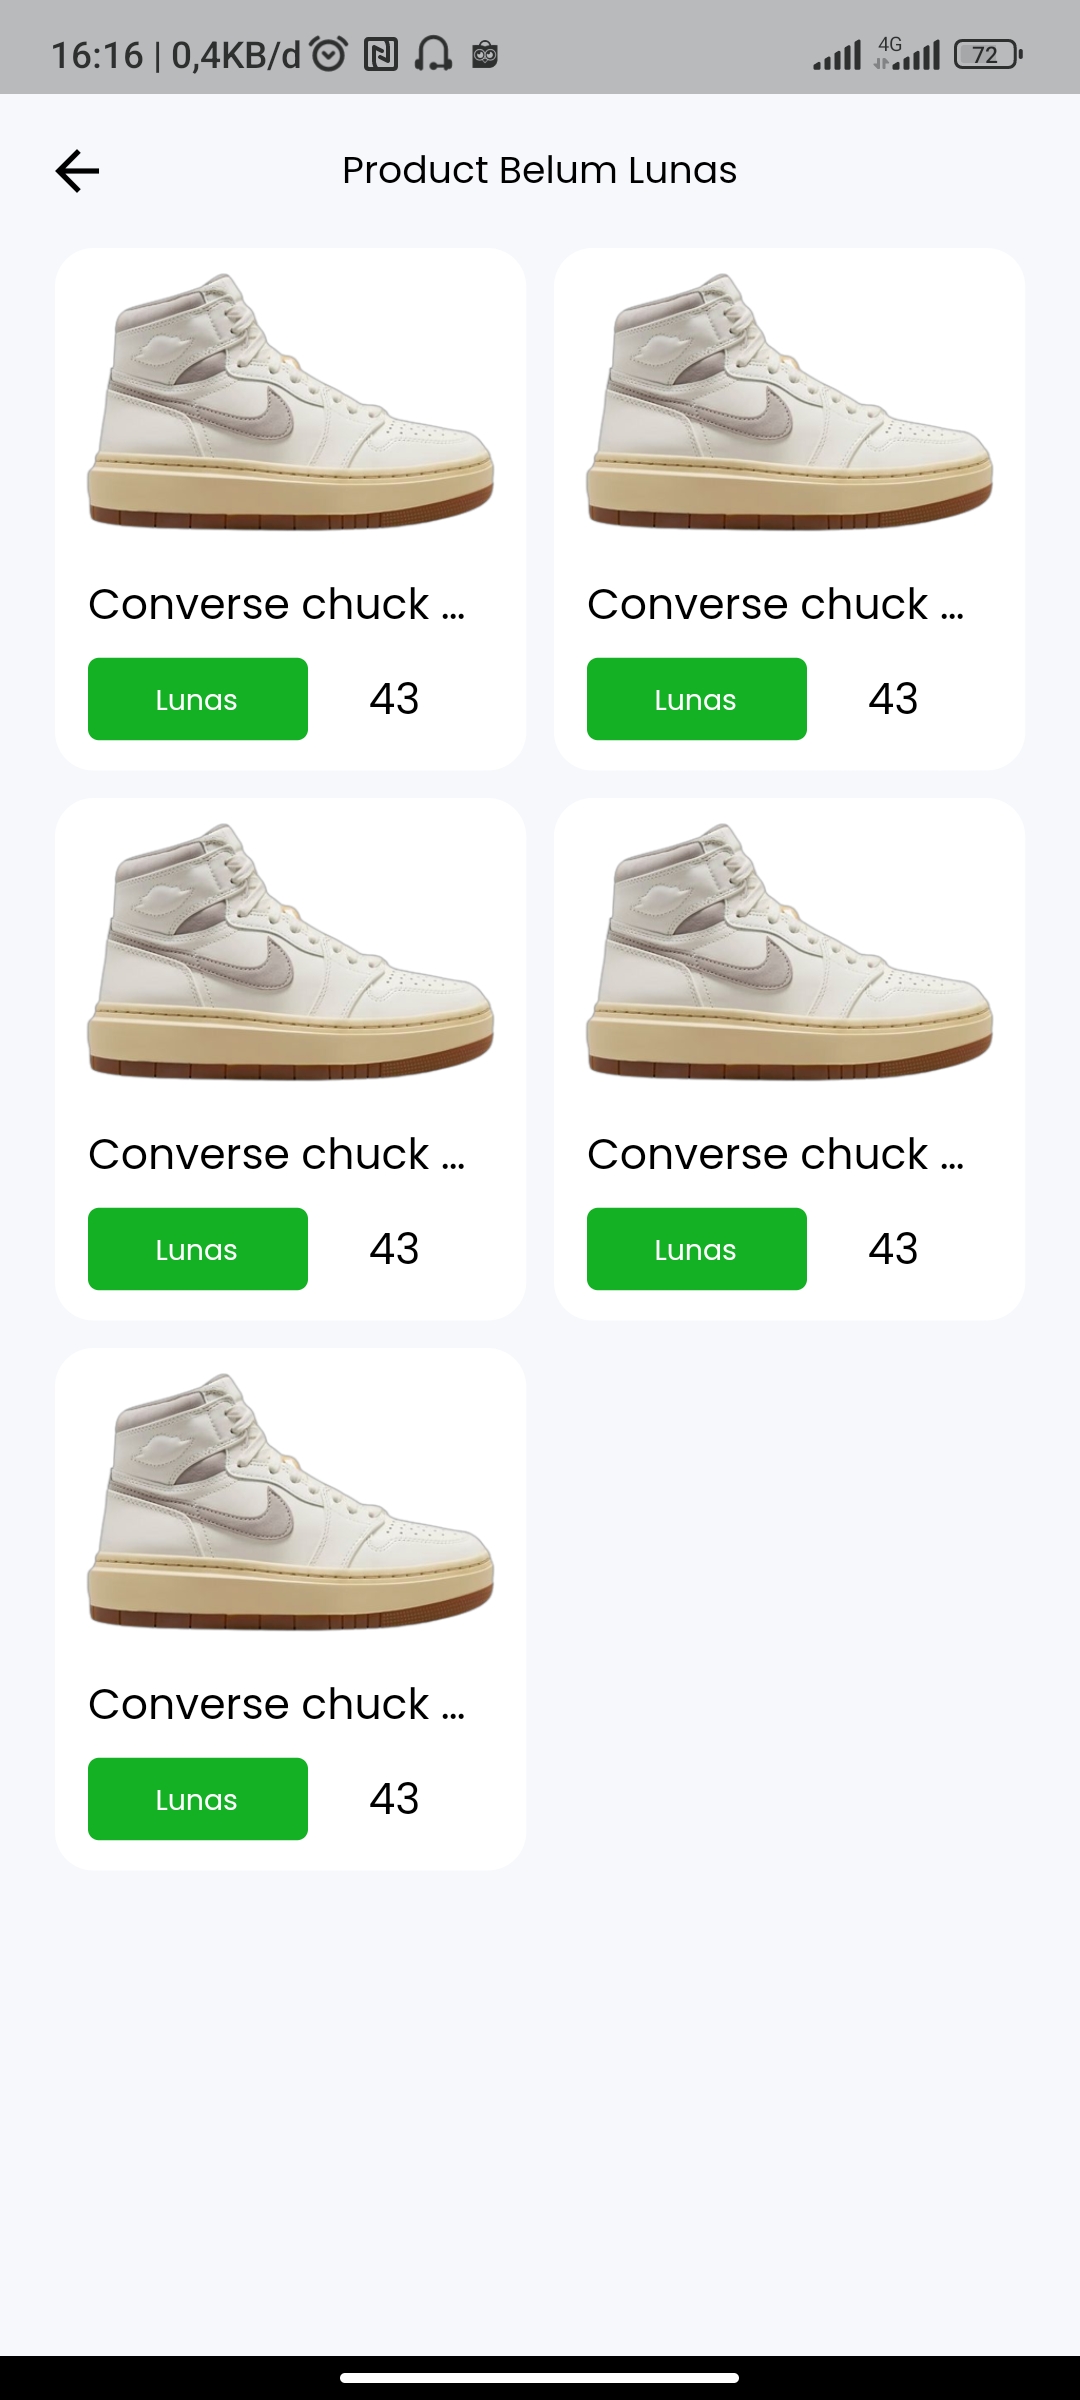 16:16 | 0,4KB/d
4G
72
Product Belum Lunas
Converse chuck ...
Converse chuck ...
Lunas 43
Lunas 43
Converse chuck ...
Converse chuck ...
Lunas 43
Lunas 43
Converse chuck ...
Lunas 43